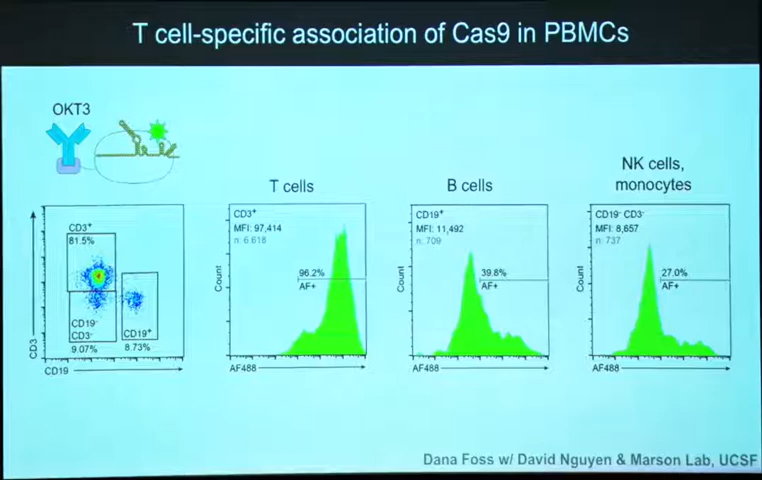 T cell-specific association of Cas9 in PBMCs
OKT3
T cells
B cells
NK cells,
monocytes
CD3+
81.5%
CD19-
CD3-
9.07%
CD19+
8.73%
CD3
CD19
CD3+
MFI: 97,414
n: 6.618
96.2%
AF+
Count
AF488
CD19+
MFI: 11,492
n: 709
39.8%
AF+
Count
AF488
CD19- CD3-
MFI: 8,657
n: 737
27.0%
AF+
Count
AF488
Dana Foss w/ David Nguyen & Marson Lab, UCSF